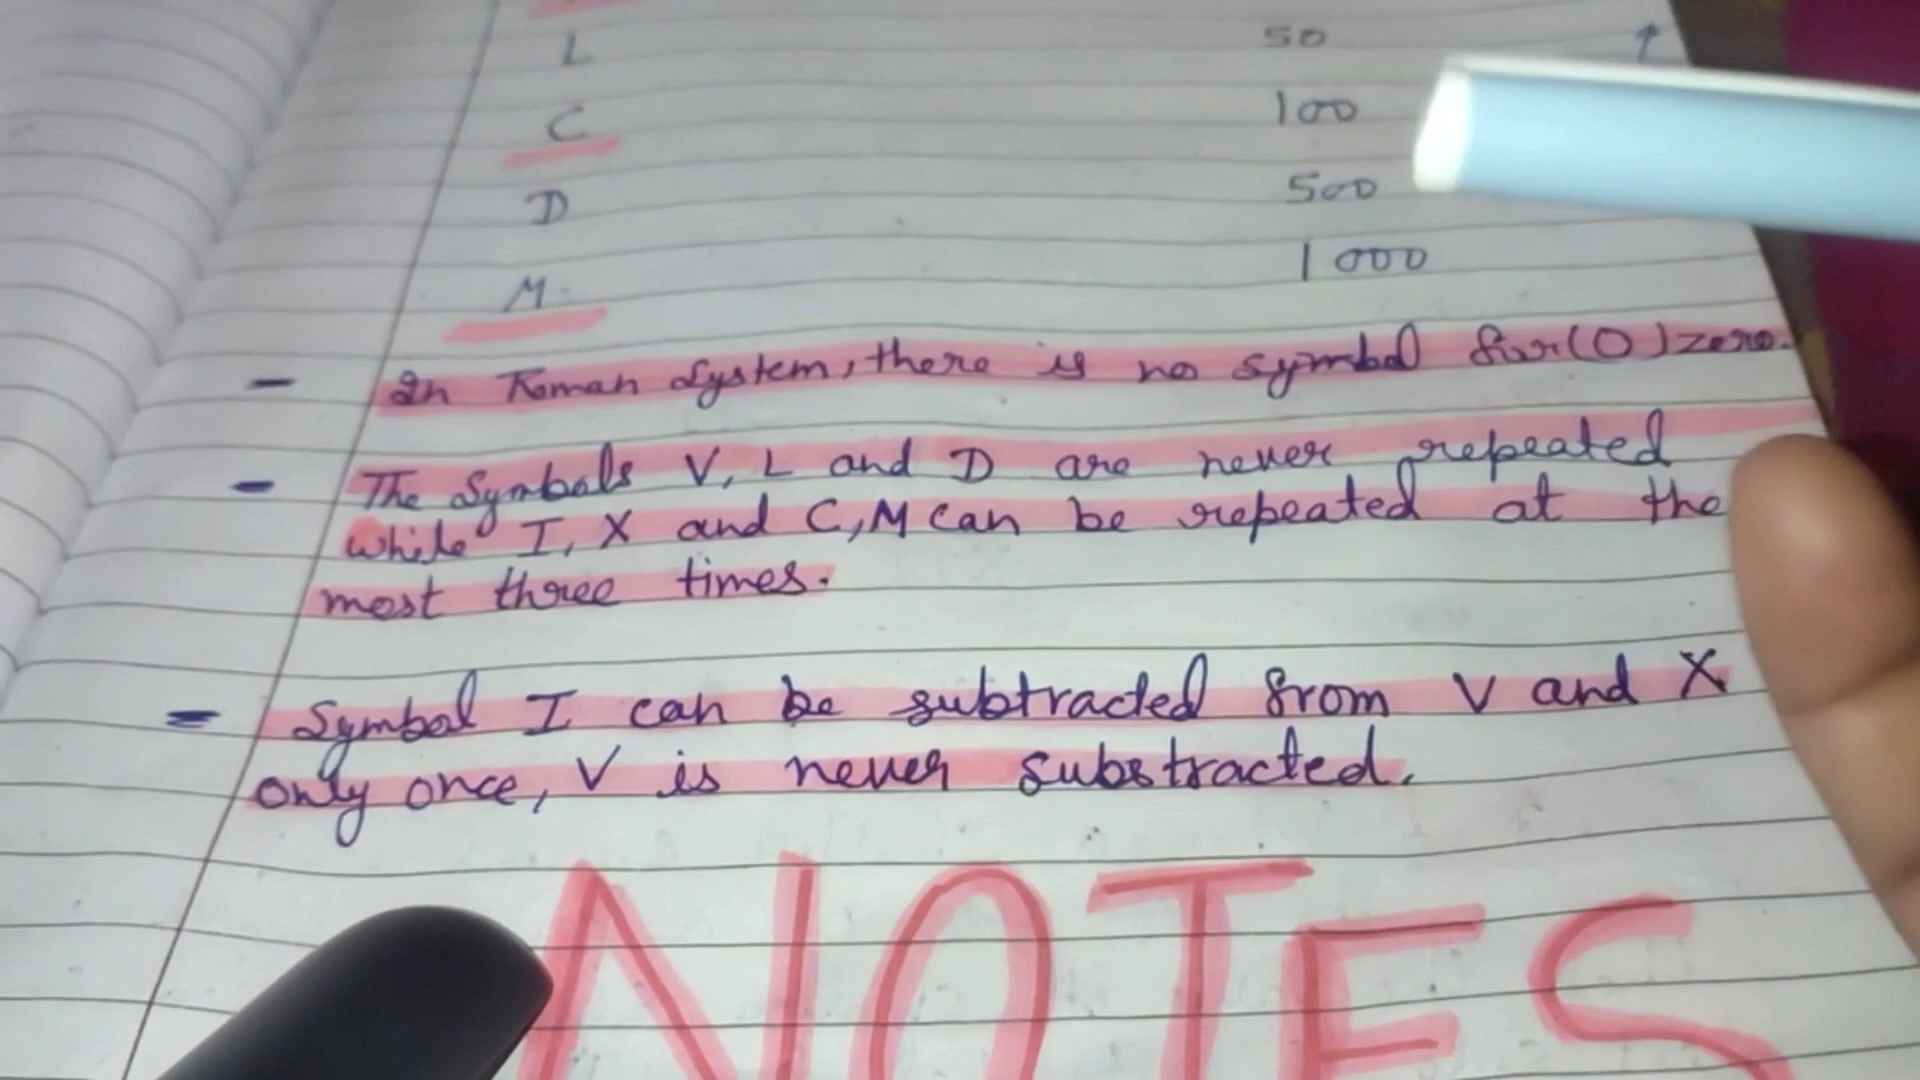 L 50
C 100
D 500
M 1000
- In Roman System, there is no symbol for (0) zero.
- The Symbols V, L and D are never repeated
while I, X and C, M can be repeated at the
most three times.
= Symbol I can be subtracted from V and X
only once, V is never substracted.
NOTES